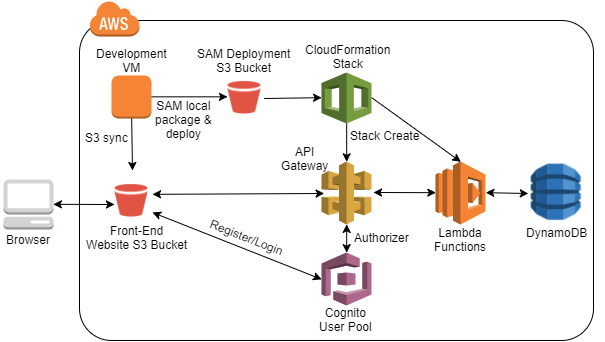 AWS
Development
VM
SAM Deployment
S3 Bucket
CloudFormation
Stack
SAM local
package &
deploy
S3 sync
Stack Create
API
Gateway
Browser
Front-End
Website S3 Bucket
Register/Login
Authorizer
Lambda
Functions
DynamoDB
Cognito
User Pool